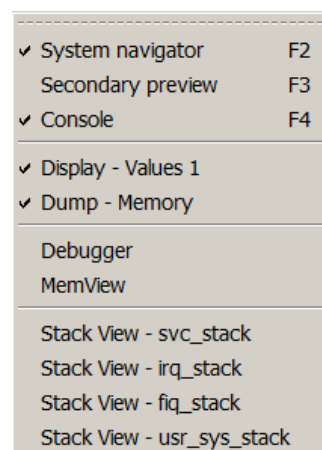 System navigator F2
Secondary preview F3
Console F4
Display - Values 1
Dump - Memory
Debugger
MemView
Stack View - svc_stack
Stack View - irq_stack
Stack View - fiq_stack
Stack View - usr_sys_stack